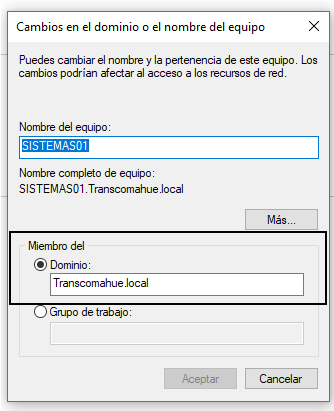 Cambios en el dominio o el nombre del equipo
Puedes cambiar el nombre y la pertenencia de este equipo. Los
cambios podrían afectar al acceso a los recursos de red.
Nombre del equipo:
SISTEMAS01
Nombre completo de equipo:
SISTEMAS01.Transcomahue.local
Más...
Miembro del
Dominio:
Transcomahue.local
Grupo de trabajo:
Aceptar
Cancelar